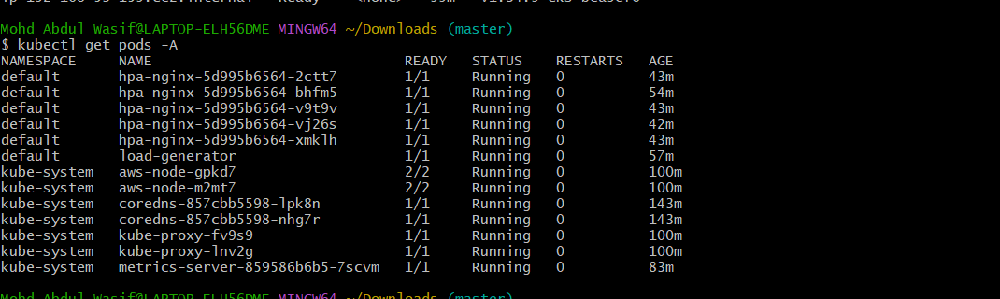 Mohd Abdul Wasif@LAPTOP-ELH56DME MINGW64 ~/Downloads (master)
$ kubectl get pods -A
NAMESPACE NAME READY STATUS RESTARTS AGE
default hpa-nginx-5d995b6564-2ctt7 1/1 Running 0 43m
default hpa-nginx-5d995b6564-bhfm5 1/1 Running 0 54m
default hpa-nginx-5d995b6564-v9t9v 1/1 Running 0 43m
default hpa-nginx-5d995b6564-vj26s 1/1 Running 0 42m
default hpa-nginx-5d995b6564-xmklh 1/1 Running 0 43m
default load-generator 1/1 Running 0 57m
kube-system aws-node-gpkd7 2/2 Running 0 100m
kube-system aws-node-m2mt7 2/2 Running 0 100m
kube-system coredns-857cbb5598-lpk8n 1/1 Running 0 143m
kube-system coredns-857cbb5598-nhg7r 1/1 Running 0 143m
kube-system kube-proxy-fv9s9 1/1 Running 0 100m
kube-system kube-proxy-lnv2g 1/1 Running 0 100m
kube-system metrics-server-859586b6b5-7scvm 1/1 Running 0 83m
Mohd Abdul Wasif@LAPTOP-ELH56DME MINGW64 ~/Downloads (master)